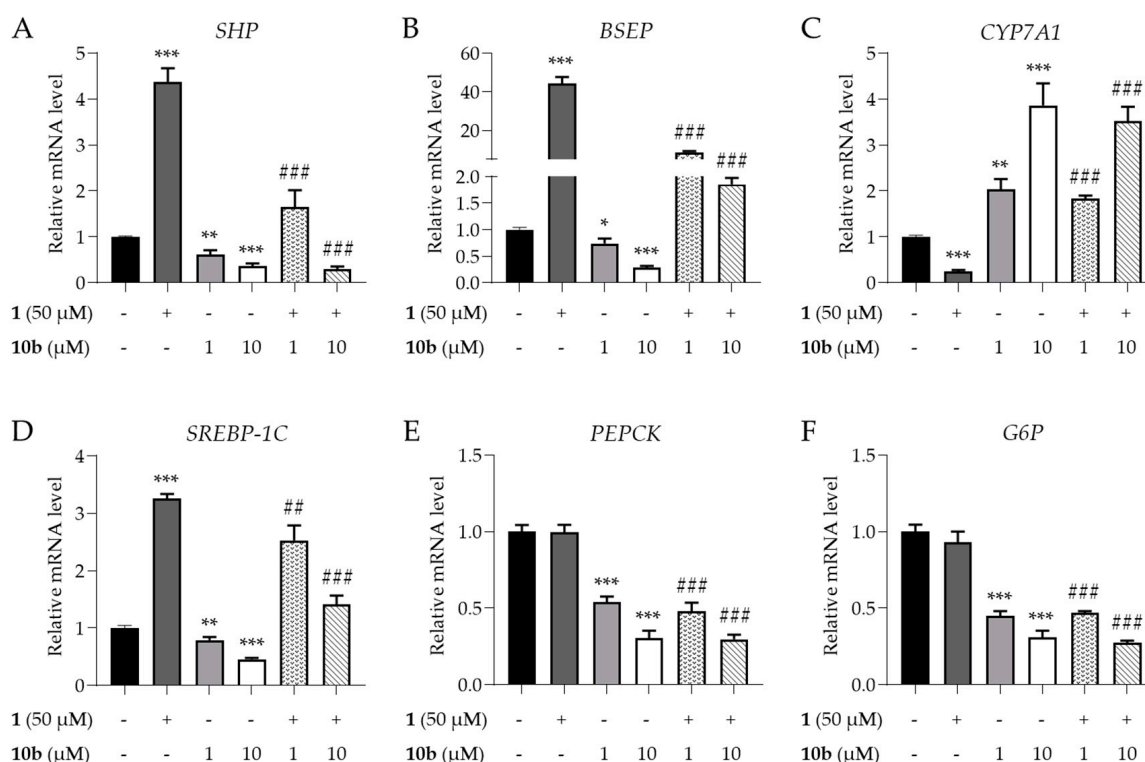 A
SHP
Relative mRNA level
5
4
3
2
1
0
***
**
***
###
###
1 (50 μM) - + - - + +
10b (μM) - - 1 10 1 10
B
BSEP
Relative mRNA level
60
40
20
2.0
1.5
1.0
0.5
0.0
***
*
***
###
###
1 (50 μM) - + - - + +
10b (μM) - - 1 10 1 10
C
CYP7A1
Relative mRNA level
5
4
3
2
1
0
***
**
***
###
###
1 (50 μM) - + - - + +
10b (μM) - - 1 10 1 10
D
SREBP-1C
Relative mRNA level
4
3
2
1
0
***
**
***
##
###
1 (50 μM) - + - - + +
10b (μM) - - 1 10 1 10
E
PEPCK
Relative mRNA level
1.5
1.0
0.5
0.0
***
***
###
###
1 (50 μM) - + - - + +
10b (μM) - - 1 10 1 10
F
G6P
Relative mRNA level
1.5
1.0
0.5
0.0
***
***
###
###
1 (50 μM) - + - - + +
10b (μM) - - 1 10 1 10